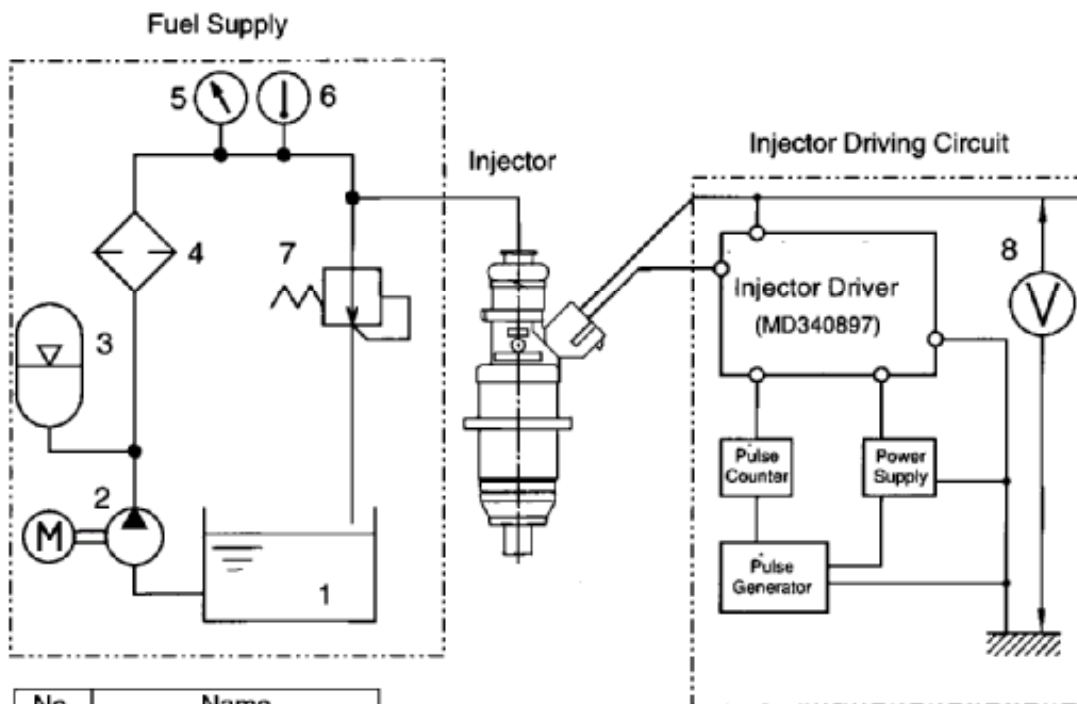 Fuel Supply
5
6
Injector
Injector Driving Circuit
4
7
8
3
Injector Driver
(MD340897)
V
2
Pulse
Counter
Power
Supply
M
1
Pulse
Generator
No
Name